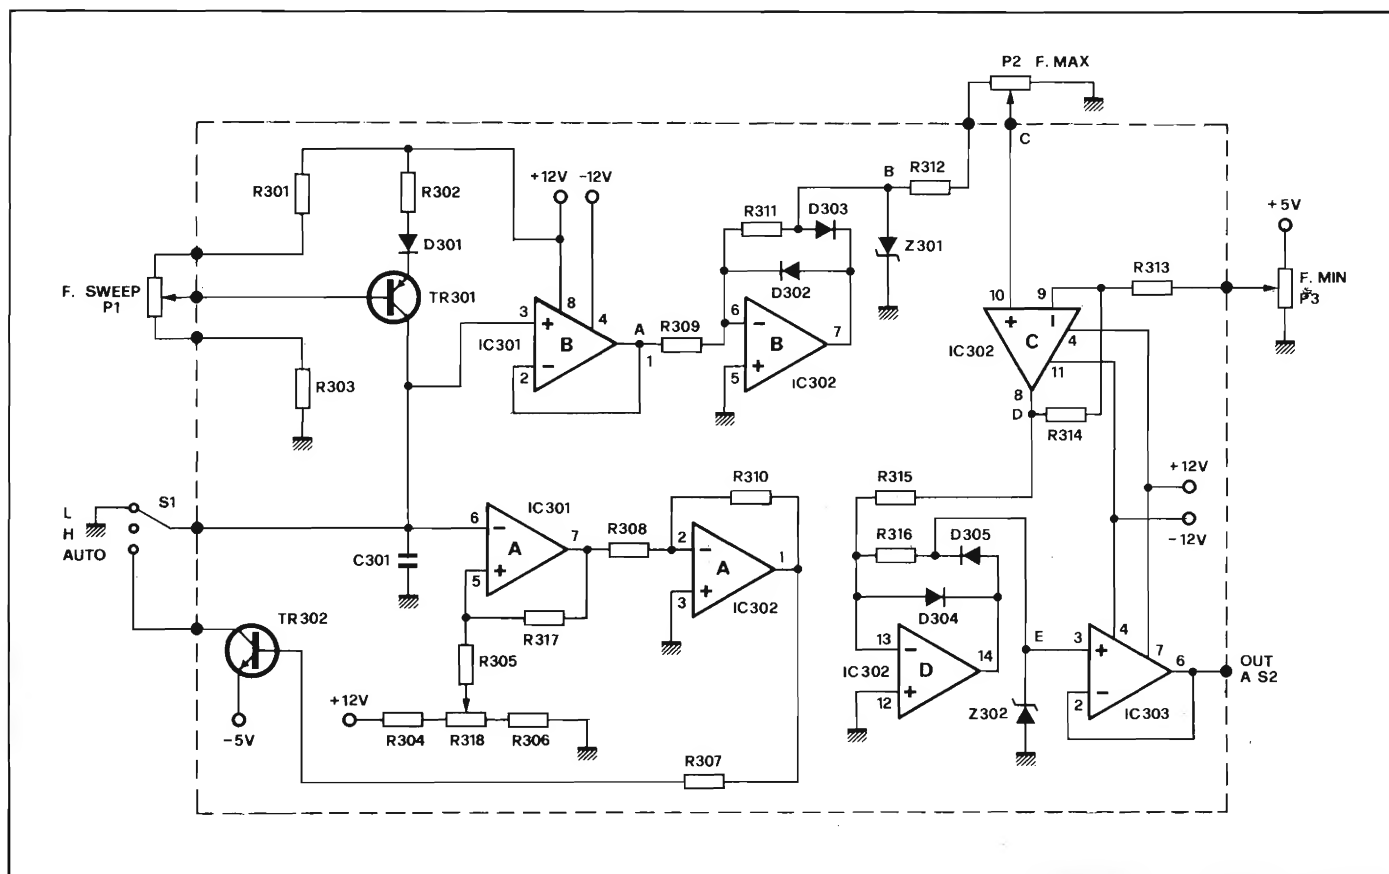 P2 F. MAX
C
R301
R302
+12V
-12V
R311
D303
B
R312
D301
Z301
+5V
F. SWEEP
P1
TR301
D302
R313
F. MIN
P3
10
9
8
4
3
+
B
IC301
2
−
A
1
R309
6
−
B
7
5
+
IC302
+
C
IC302
4
11
8
D
R314
R303
+12V
-12V
R310
R315
L
H
AUTO
S1
IC301
6
−
A
7
5
+
R308
2
−
A
1
3
+
IC302
R316
D305
C301
R317
D304
TR302
R305
13
−
D
14
IC302
12
+
E
3
+
4
7
6
−
2
IC303
OUT
A S2
+12V
R304
R318
R306
-5V
Z302
R307